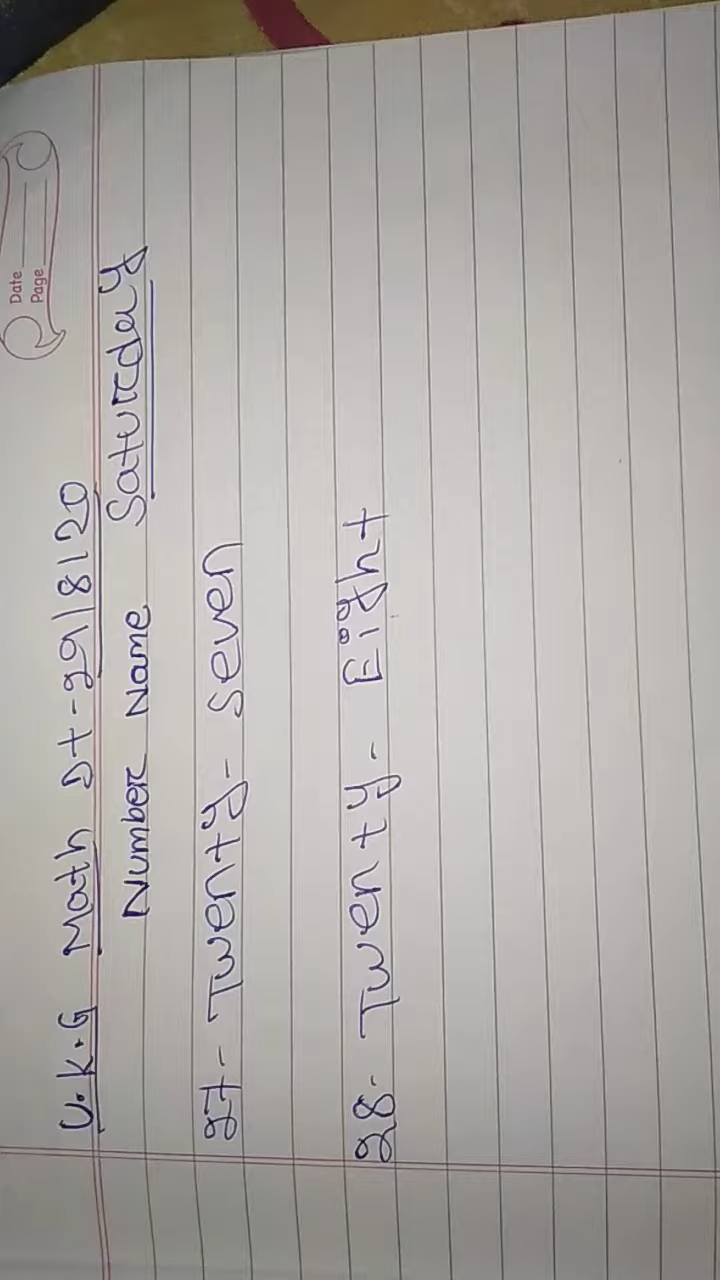 Date
Page
U.K.G Math Dt-29/8/20
Number Name Saturday
27- Twenty- Seven
28- Twenty- Eight